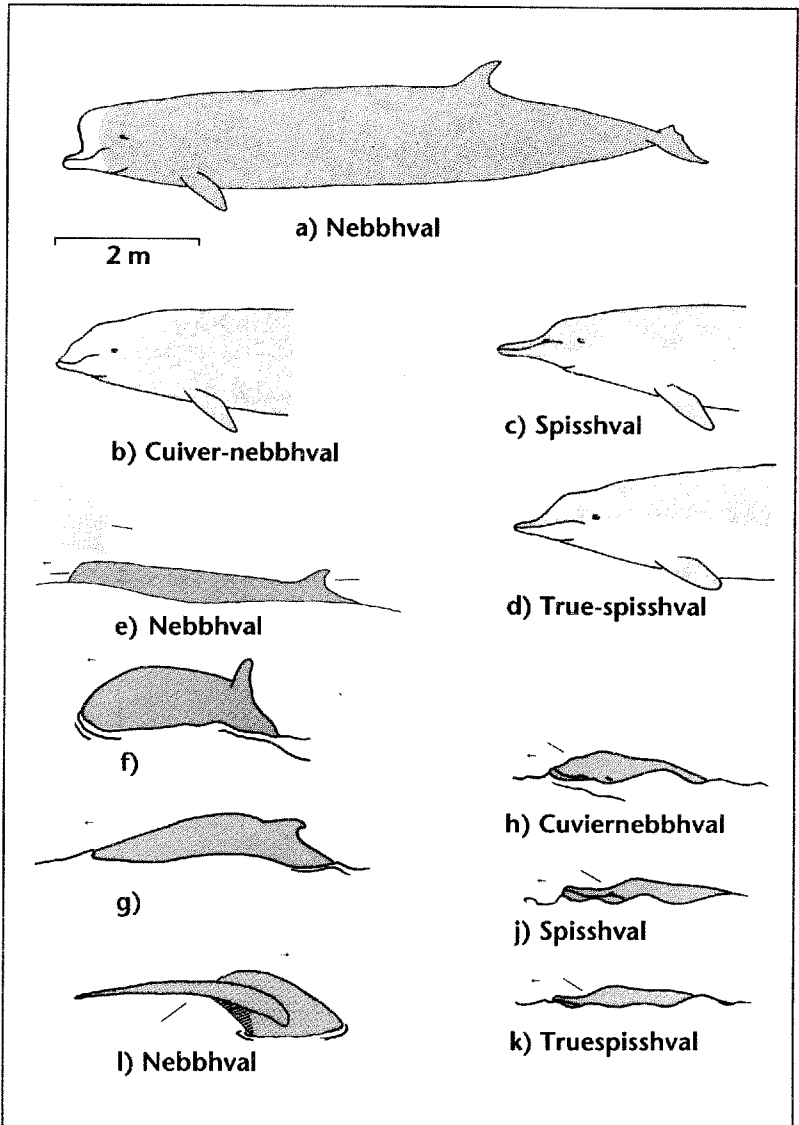 a) Nebbhval
2 m
b) Cuiver-nebbhval
c) Spisshval
d) True-spisshval
e) Nebbhval
f)
g)
h) Cuviernebbhval
j) Spisshval
k) Truespisshval
l) Nebbhval